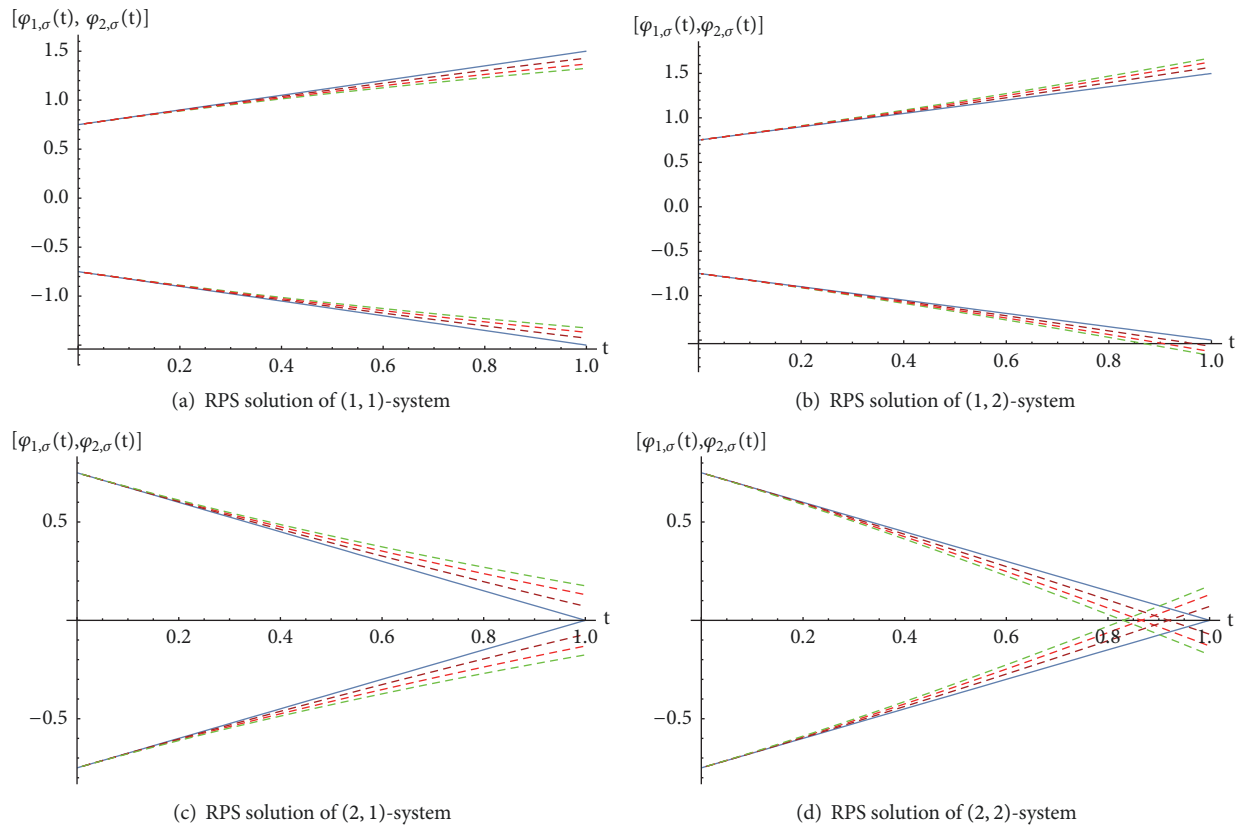 [φ1,σ(t), φ2,σ(t)]
1.5
1.0
0.5
0.0
−0.5
−1.0
0.2 0.4 0.6 0.8 1.0 t
(a) RPS solution of (1, 1)-system
[φ1,σ(t),φ2,σ(t)]
1.5
1.0
0.5
0.0
−0.5
−1.0
0.2 0.4 0.6 0.8 1.0 t
(b) RPS solution of (1, 2)-system
[φ1,σ(t),φ2,σ(t)]
0.5
0.2 0.4 0.6 0.8 1.0 t
−0.5
(c) RPS solution of (2, 1)-system
[φ1,σ(t),φ2,σ(t)]
0.5
0.2 0.4 0.6 0.8 1.0 t
−0.5
(d) RPS solution of (2, 2)-system